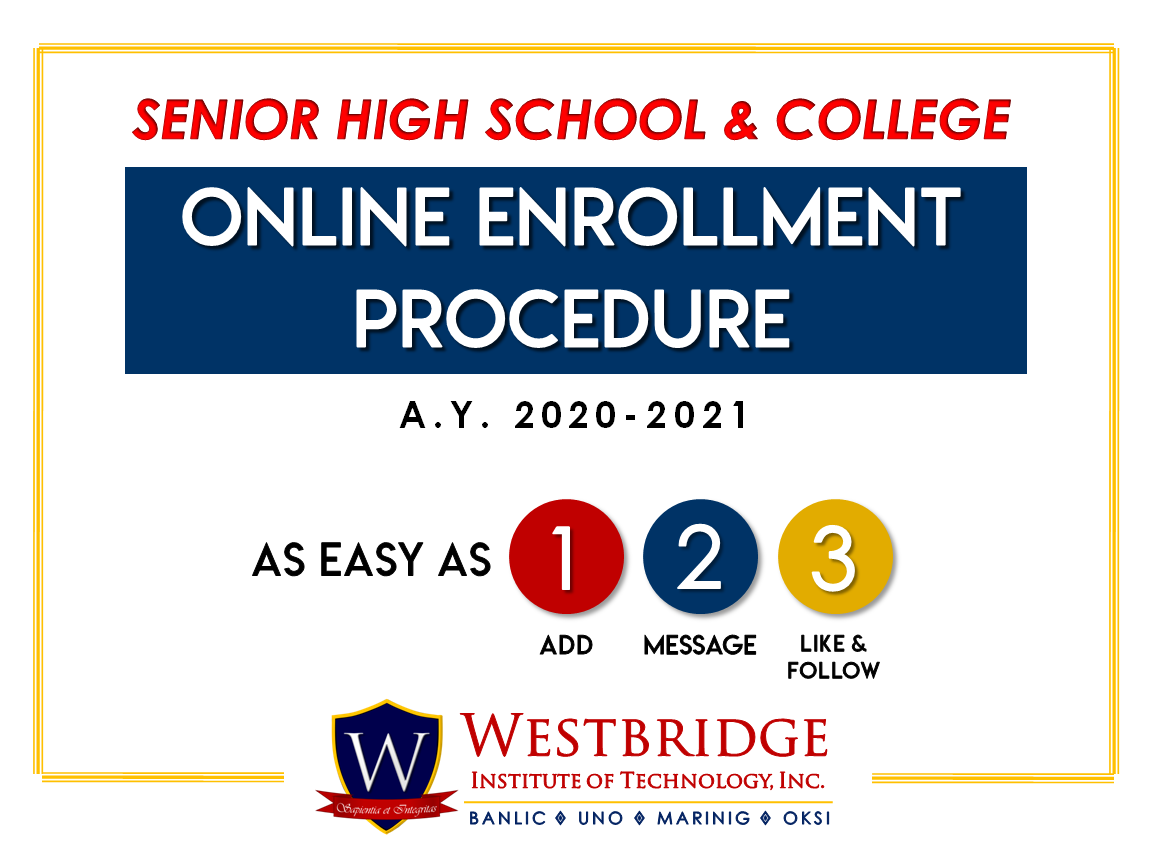 SENIOR HIGH SCHOOL & COLLEGE
ONLINE ENROLLMENT
PROCEDURE
A.Y. 2020-2021
AS EASY AS 1 2 3
ADD MESSAGE LIKE &
FOLLOW
W WESTBRIDGE
INSTITUTE OF TECHNOLOGY, INC.
Sapientia et Integritas
BANLIC ◈ UNO ◈ MARINIG ◈ OKSI